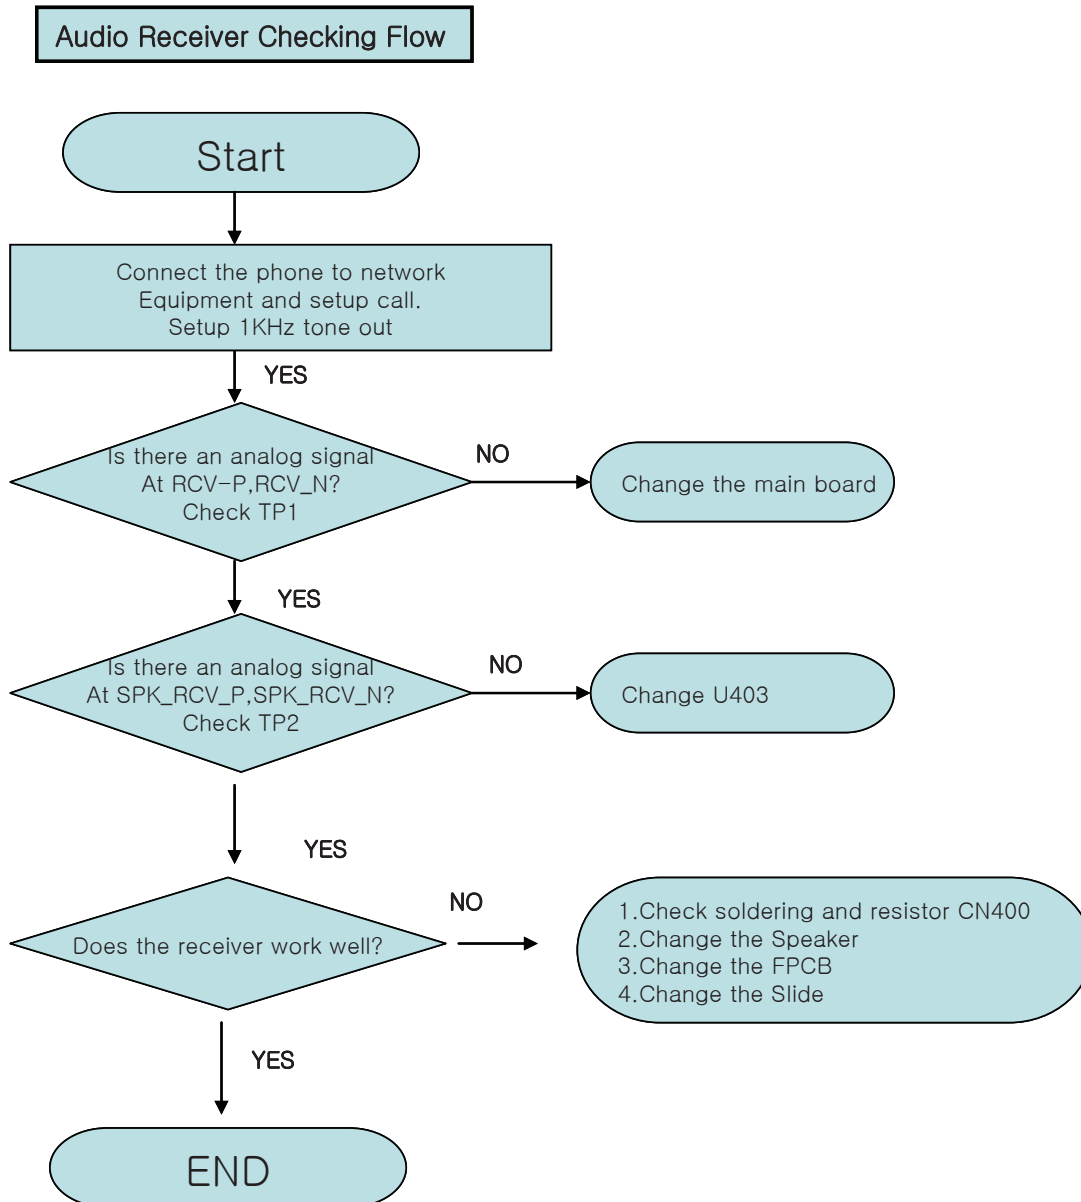 Audio Receiver Checking Flow
Start
Connect the phone to network
Equipment and setup call.
Setup 1KHz tone out
YES
Is there an analog signal
At RCV-P,RCV_N?
Check TP1
NO
Change the main board
YES
Is there an analog signal
At SPK_RCV_P,SPK_RCV_N?
Check TP2
NO
Change U403
YES
Does the receiver work well?
NO
1.Check soldering and resistor CN400
2.Change the Speaker
3.Change the FPCB
4.Change the Slide
YES
END